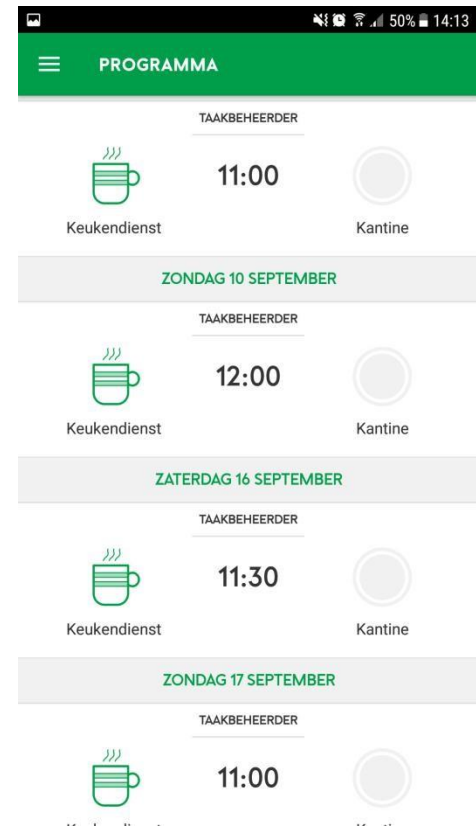 50% 14:13
PROGRAMMA
TAAKBEHEERDER
11:00
Keukendienst Kantine
ZONDAG 10 SEPTEMBER
TAAKBEHEERDER
12:00
Keukendienst Kantine
ZATERDAG 16 SEPTEMBER
TAAKBEHEERDER
11:30
Keukendienst Kantine
ZONDAG 17 SEPTEMBER
TAAKBEHEERDER
11:00